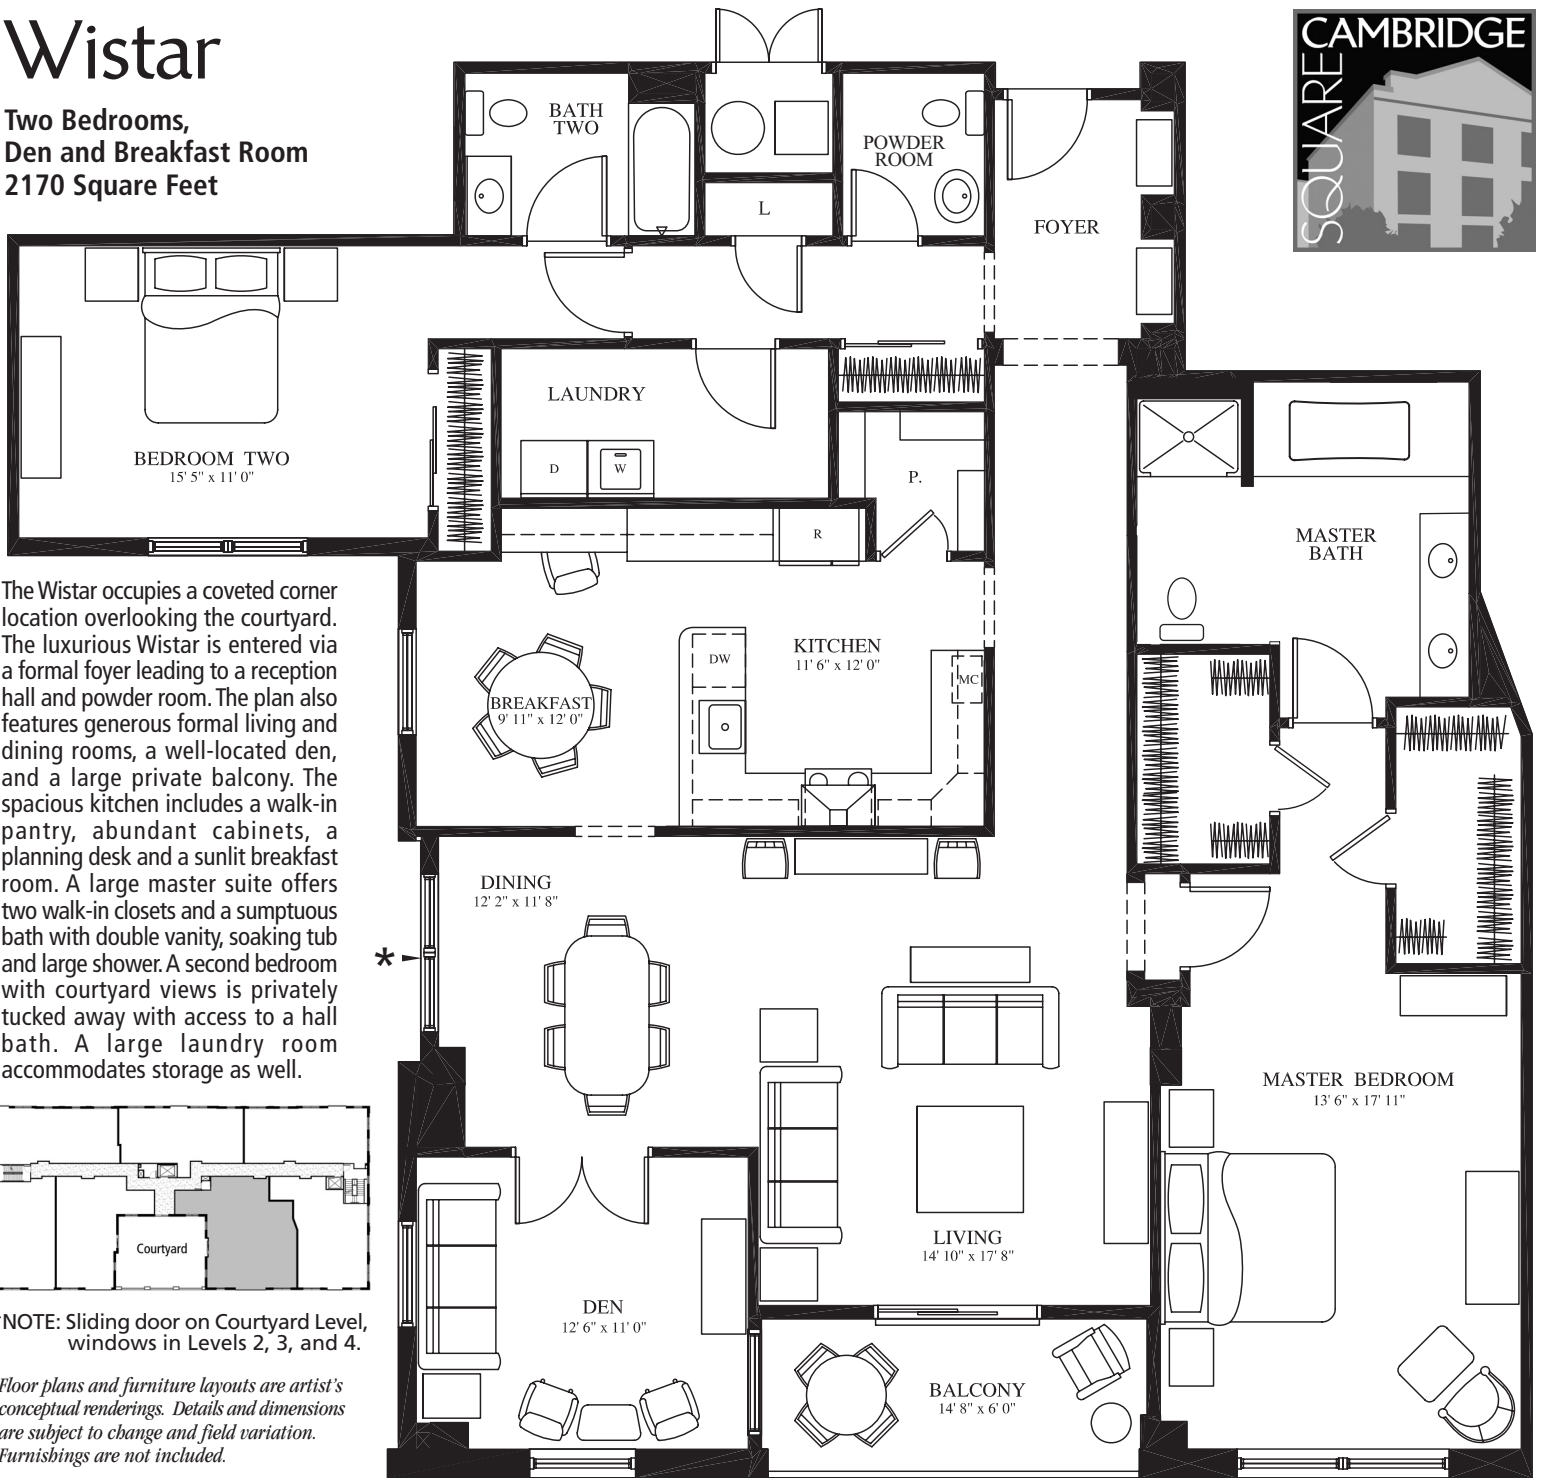 Wistar
Two Bedrooms,
Den and Breakfast Room
2170 Square Feet
CAMBRIDGE
SQUARE
BATH
TWO
POWDER
ROOM
L
FOYER
LAUNDRY
D
W
BEDROOM TWO
15' 5" x 11' 0"
P.
R
MASTER
BATH
KITCHEN
11' 6" x 12' 0"
DW
MC
BREAKFAST
9' 11" x 12' 0"
The Wistar occupies a coveted corner
location overlooking the courtyard.
The luxurious Wistar is entered via
a formal foyer leading to a reception
hall and powder room. The plan also
features generous formal living and
dining rooms, a well-located den,
and a large private balcony. The
spacious kitchen includes a walk-in
pantry, abundant cabinets, a
planning desk and a sunlit breakfast
room. A large master suite offers
two walk-in closets and a sumptuous
bath with double vanity, soaking tub
and large shower. A second bedroom
with courtyard views is privately
tucked away with access to a hall
bath. A large laundry room
accommodates storage as well.
DINING
12' 2" x 11' 8"
*
MASTER BEDROOM
13' 6" x 17' 11"
LIVING
14' 10" x 17' 8"
DEN
12' 6" x 11' 0"
BALCONY
14' 8" x 6' 0"
Courtyard
*NOTE: Sliding door on Courtyard Level,
windows in Levels 2, 3, and 4.
Floor plans and furniture layouts are artist's
conceptual renderings. Details and dimensions
are subject to change and field variation.
Furnishings are not included.